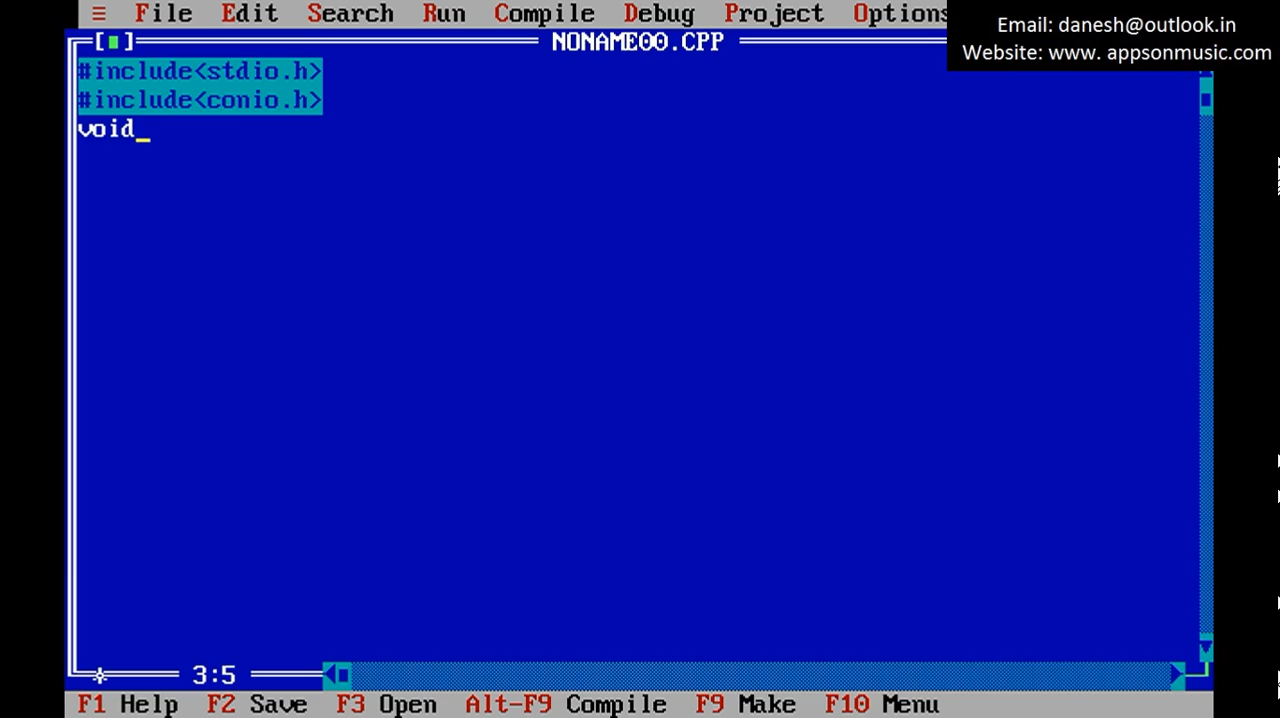 ≡ File Edit Search Run Compile Debug Project Options
Email: danesh@outlook.in
Website: www. appsonmusic.com
[■] NONAME00.CPP
#include<stdio.h>
#include<conio.h>
void_
3:5
F1 Help F2 Save F3 Open Alt-F9 Compile F9 Make F10 Menu